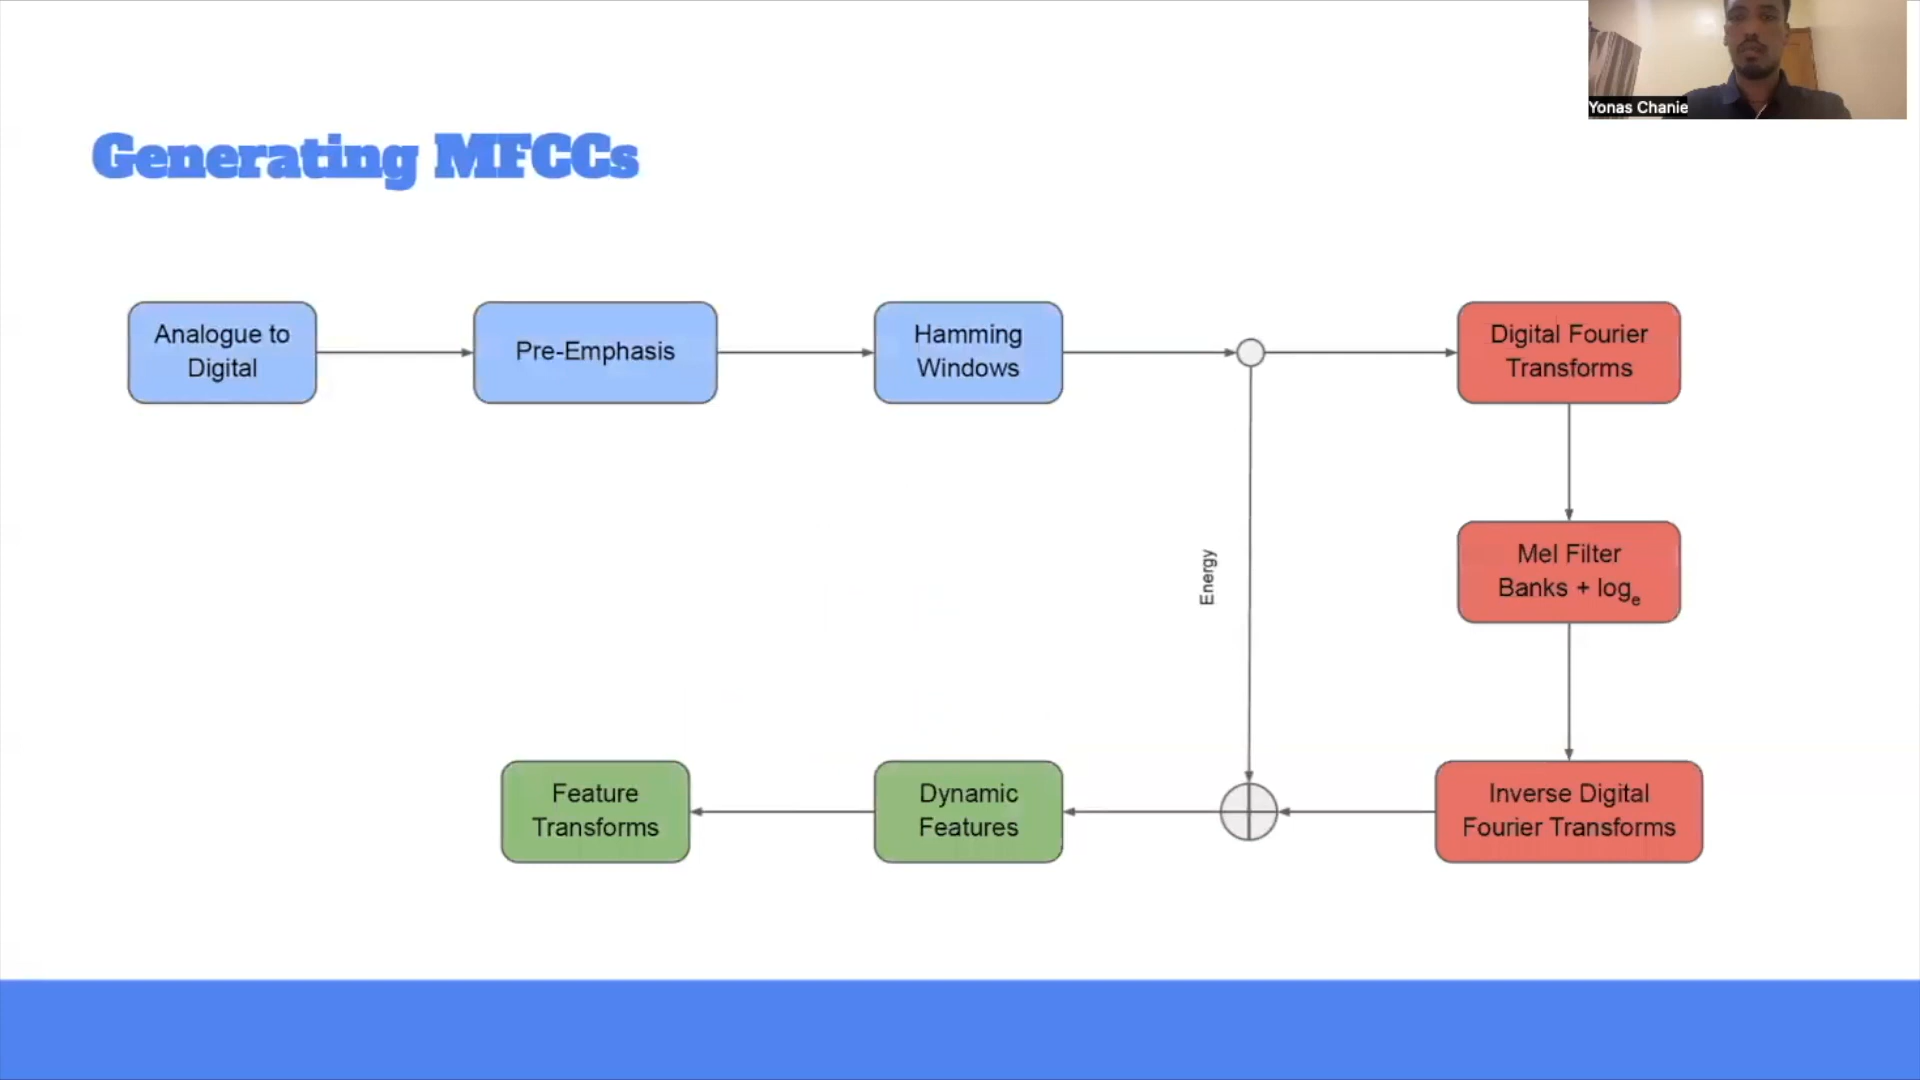 Yonas Chanie
Generating MFCCs
Analogue to
Digital
Pre-Emphasis
Hamming
Windows
Digital Fourier
Transforms
Energy
Mel Filter
Banks + logₑ
Inverse Digital
Fourier Transforms
Dynamic
Features
Feature
Transforms